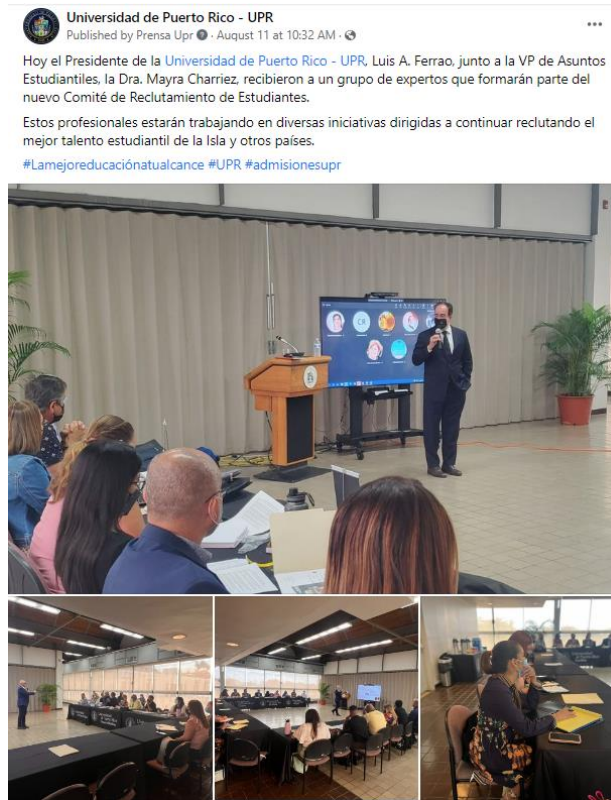 Universidad de Puerto Rico - UPR
Published by Prensa Upr · August 11 at 10:32 AM ·
Hoy el Presidente de la Universidad de Puerto Rico - UPR, Luis A. Ferrao, junto a la VP de Asuntos
Estudiantiles, la Dra. Mayra Charriez, recibieron a un grupo de expertos que formarán parte del
nuevo Comité de Reclutamiento de Estudiantes.
Estos profesionales estarán trabajando en diversas iniciativas dirigidas a continuar reclutando el
mejor talento estudiantil de la Isla y otros países.
#Lamejoreducaciónatualcance #UPR #admisionesupr
CR